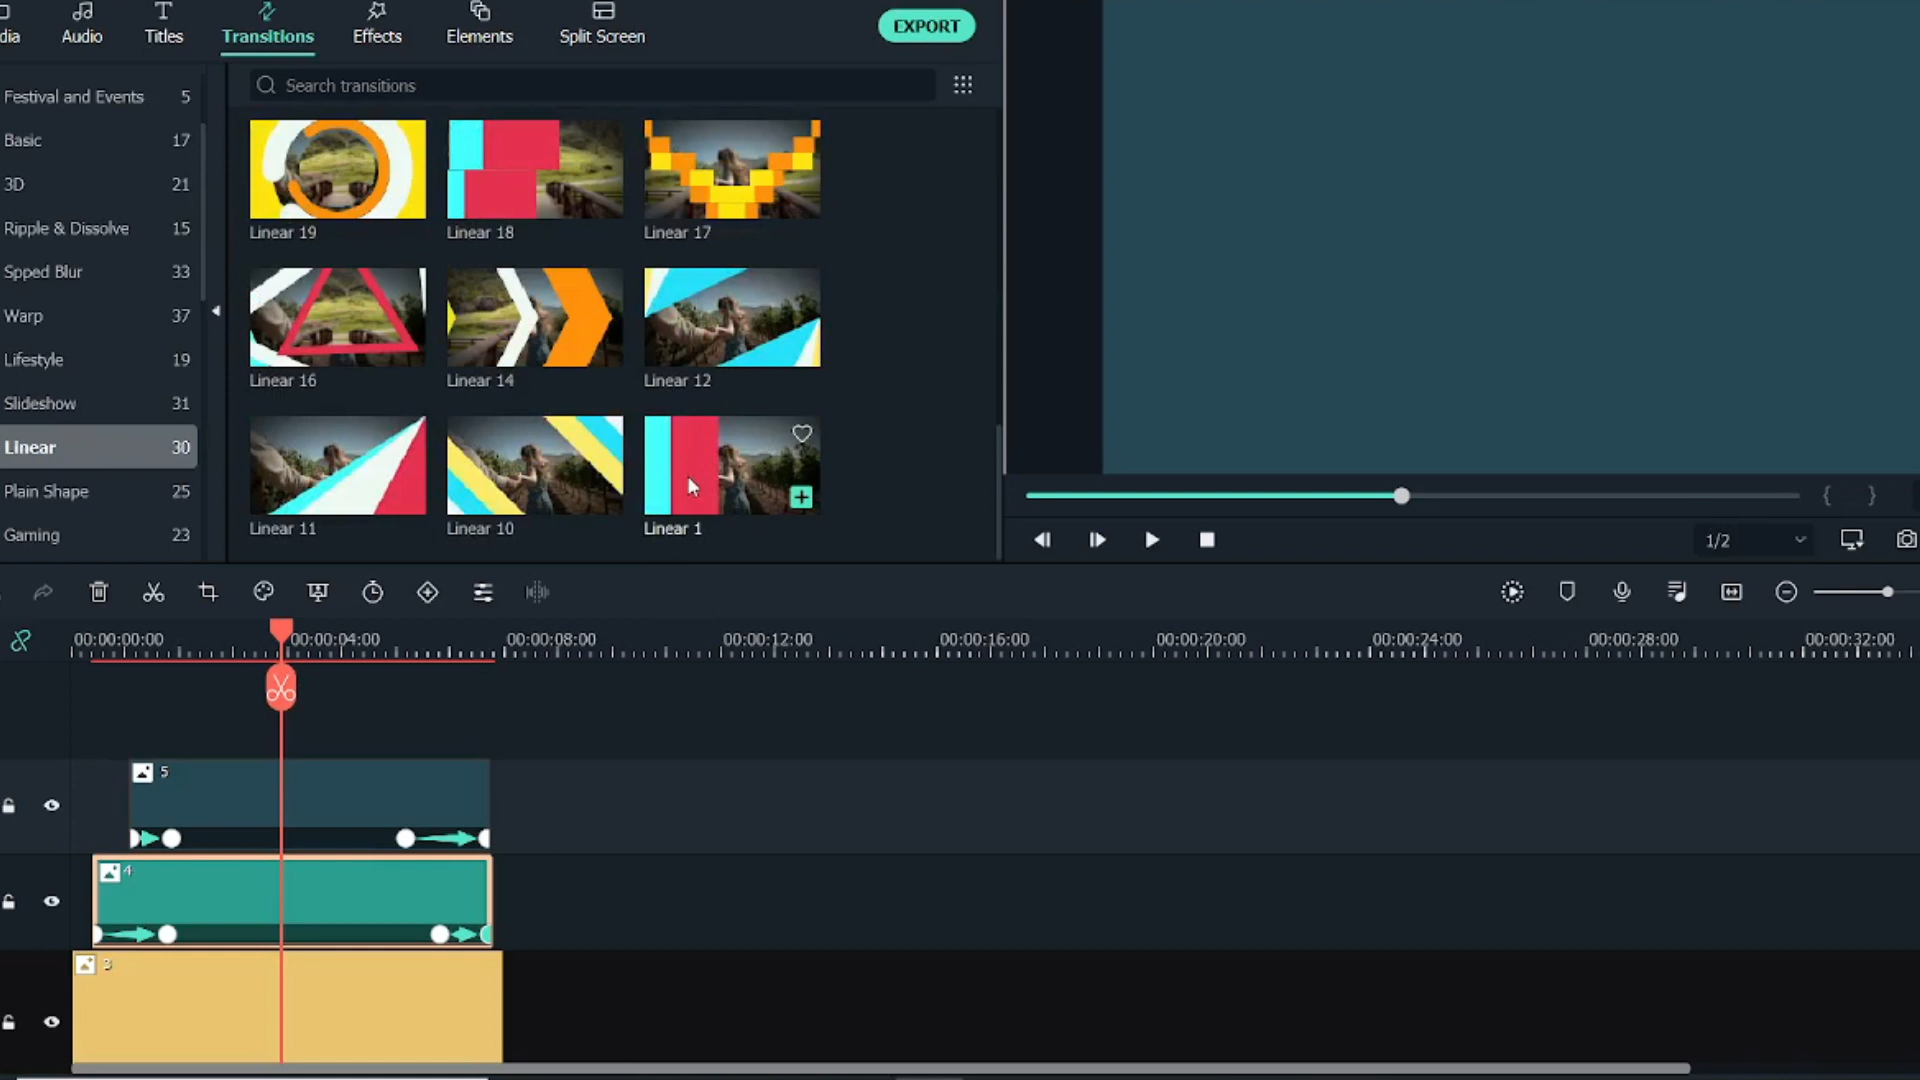 dia Audio Titles Transitions Effects Elements Split Screen EXPORT
Search transitions
Festival and Events 5
Basic 17
3D 21
Ripple & Dissolve 15
Spped Blur 33
Warp 37
Lifestyle 19
Slideshow 31
Linear 30
Plain Shape 25
Gaming 23
Linear 19 Linear 18 Linear 17
Linear 16 Linear 14 Linear 12
Linear 11 Linear 10 Linear 1
{ }
1/2
00:00:00:00 00:00:04:00 00:00:08:00 00:00:12:00 00:00:16:00 00:00:20:00 00:00:24:00 00:00:28:00 00:00:32:00
5
4
3